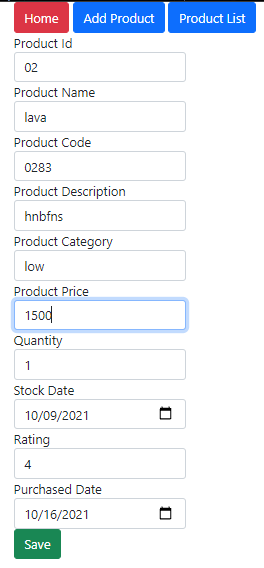 Home Add Product Product List
Product Id
02
Product Name
lava
Product Code
0283
Product Description
hnbfns
Product Category
low
Product Price
1500
Quantity
1
Stock Date
10/09/2021
Rating
4
Purchased Date
10/16/2021
Save